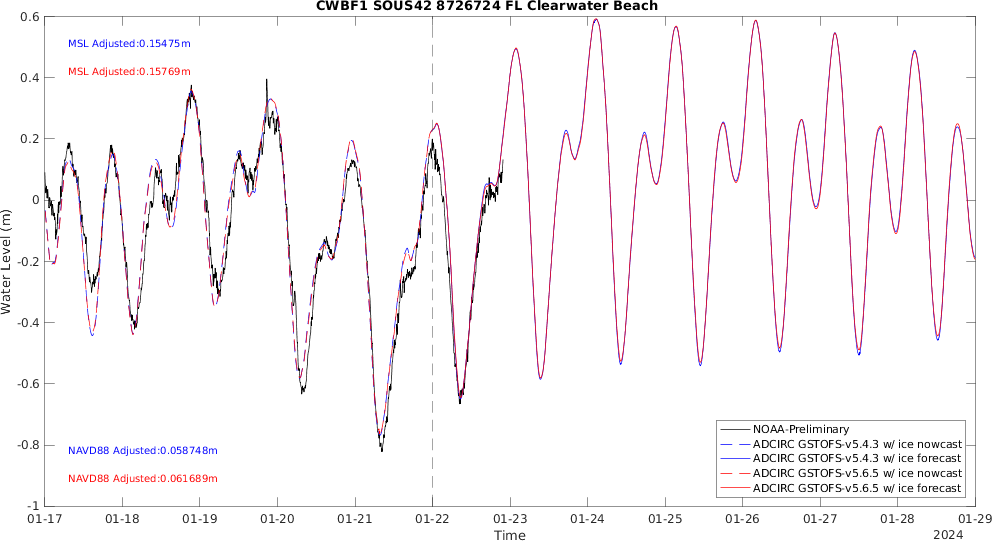 CWBF1 SOUS42 8726724 FL Clearwater Beach
0.6
0.4
0.2
0
-0.2
-0.4
-0.6
-0.8
-1
Water Level (m)
MSL Adjusted:0.15475m
MSL Adjusted:0.15769m
NAVD88 Adjusted:0.058748m
NAVD88 Adjusted:0.061689m
NOAA-Preliminary
ADCIRC GSTOFS-v5.4.3 w/ ice nowcast
ADCIRC GSTOFS-v5.4.3 w/ ice forecast
ADCIRC GSTOFS-v5.6.5 w/ ice nowcast
ADCIRC GSTOFS-v5.6.5 w/ ice forecast
01-17 01-18 01-19 01-20 01-21 01-22 01-23 01-24 01-25 01-26 01-27 01-28 01-29
Time
2024